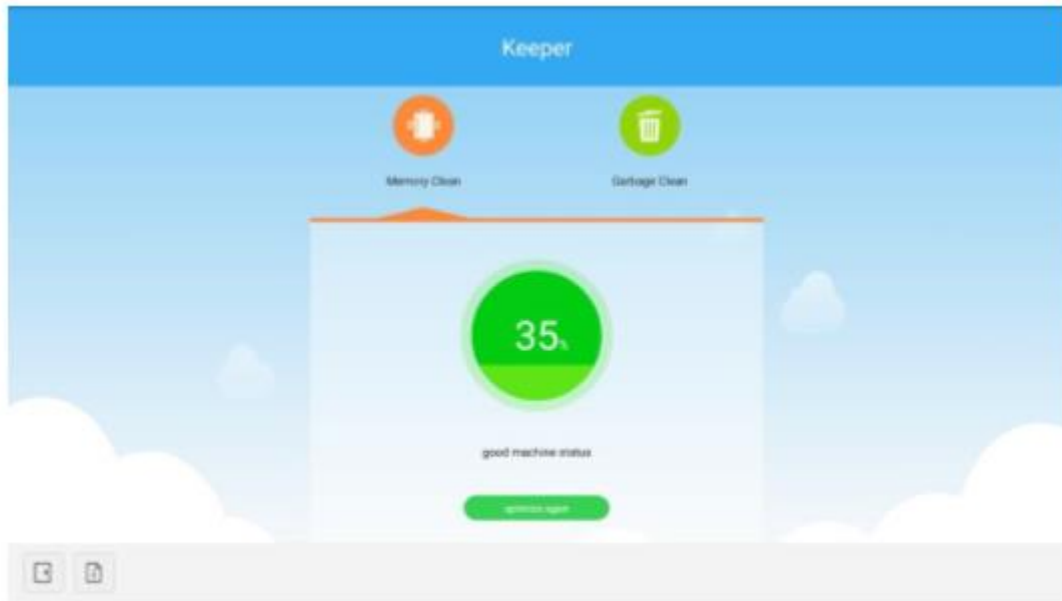 Keeper
Memory Clean
Garbage Clean
35%
good machine status
optimize again